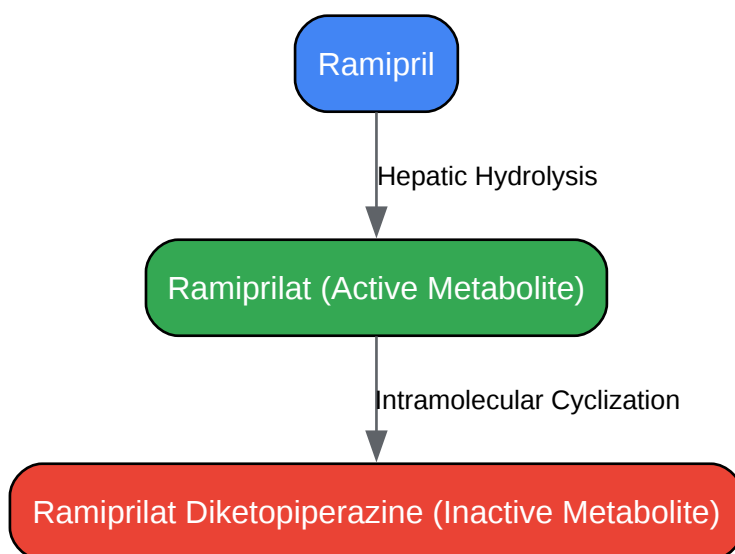 Ramipril
Hepatic Hydrolysis
Ramiprilat (Active Metabolite)
Intramolecular Cyclization
Ramiprilat Diketopiperazine (Inactive Metabolite)